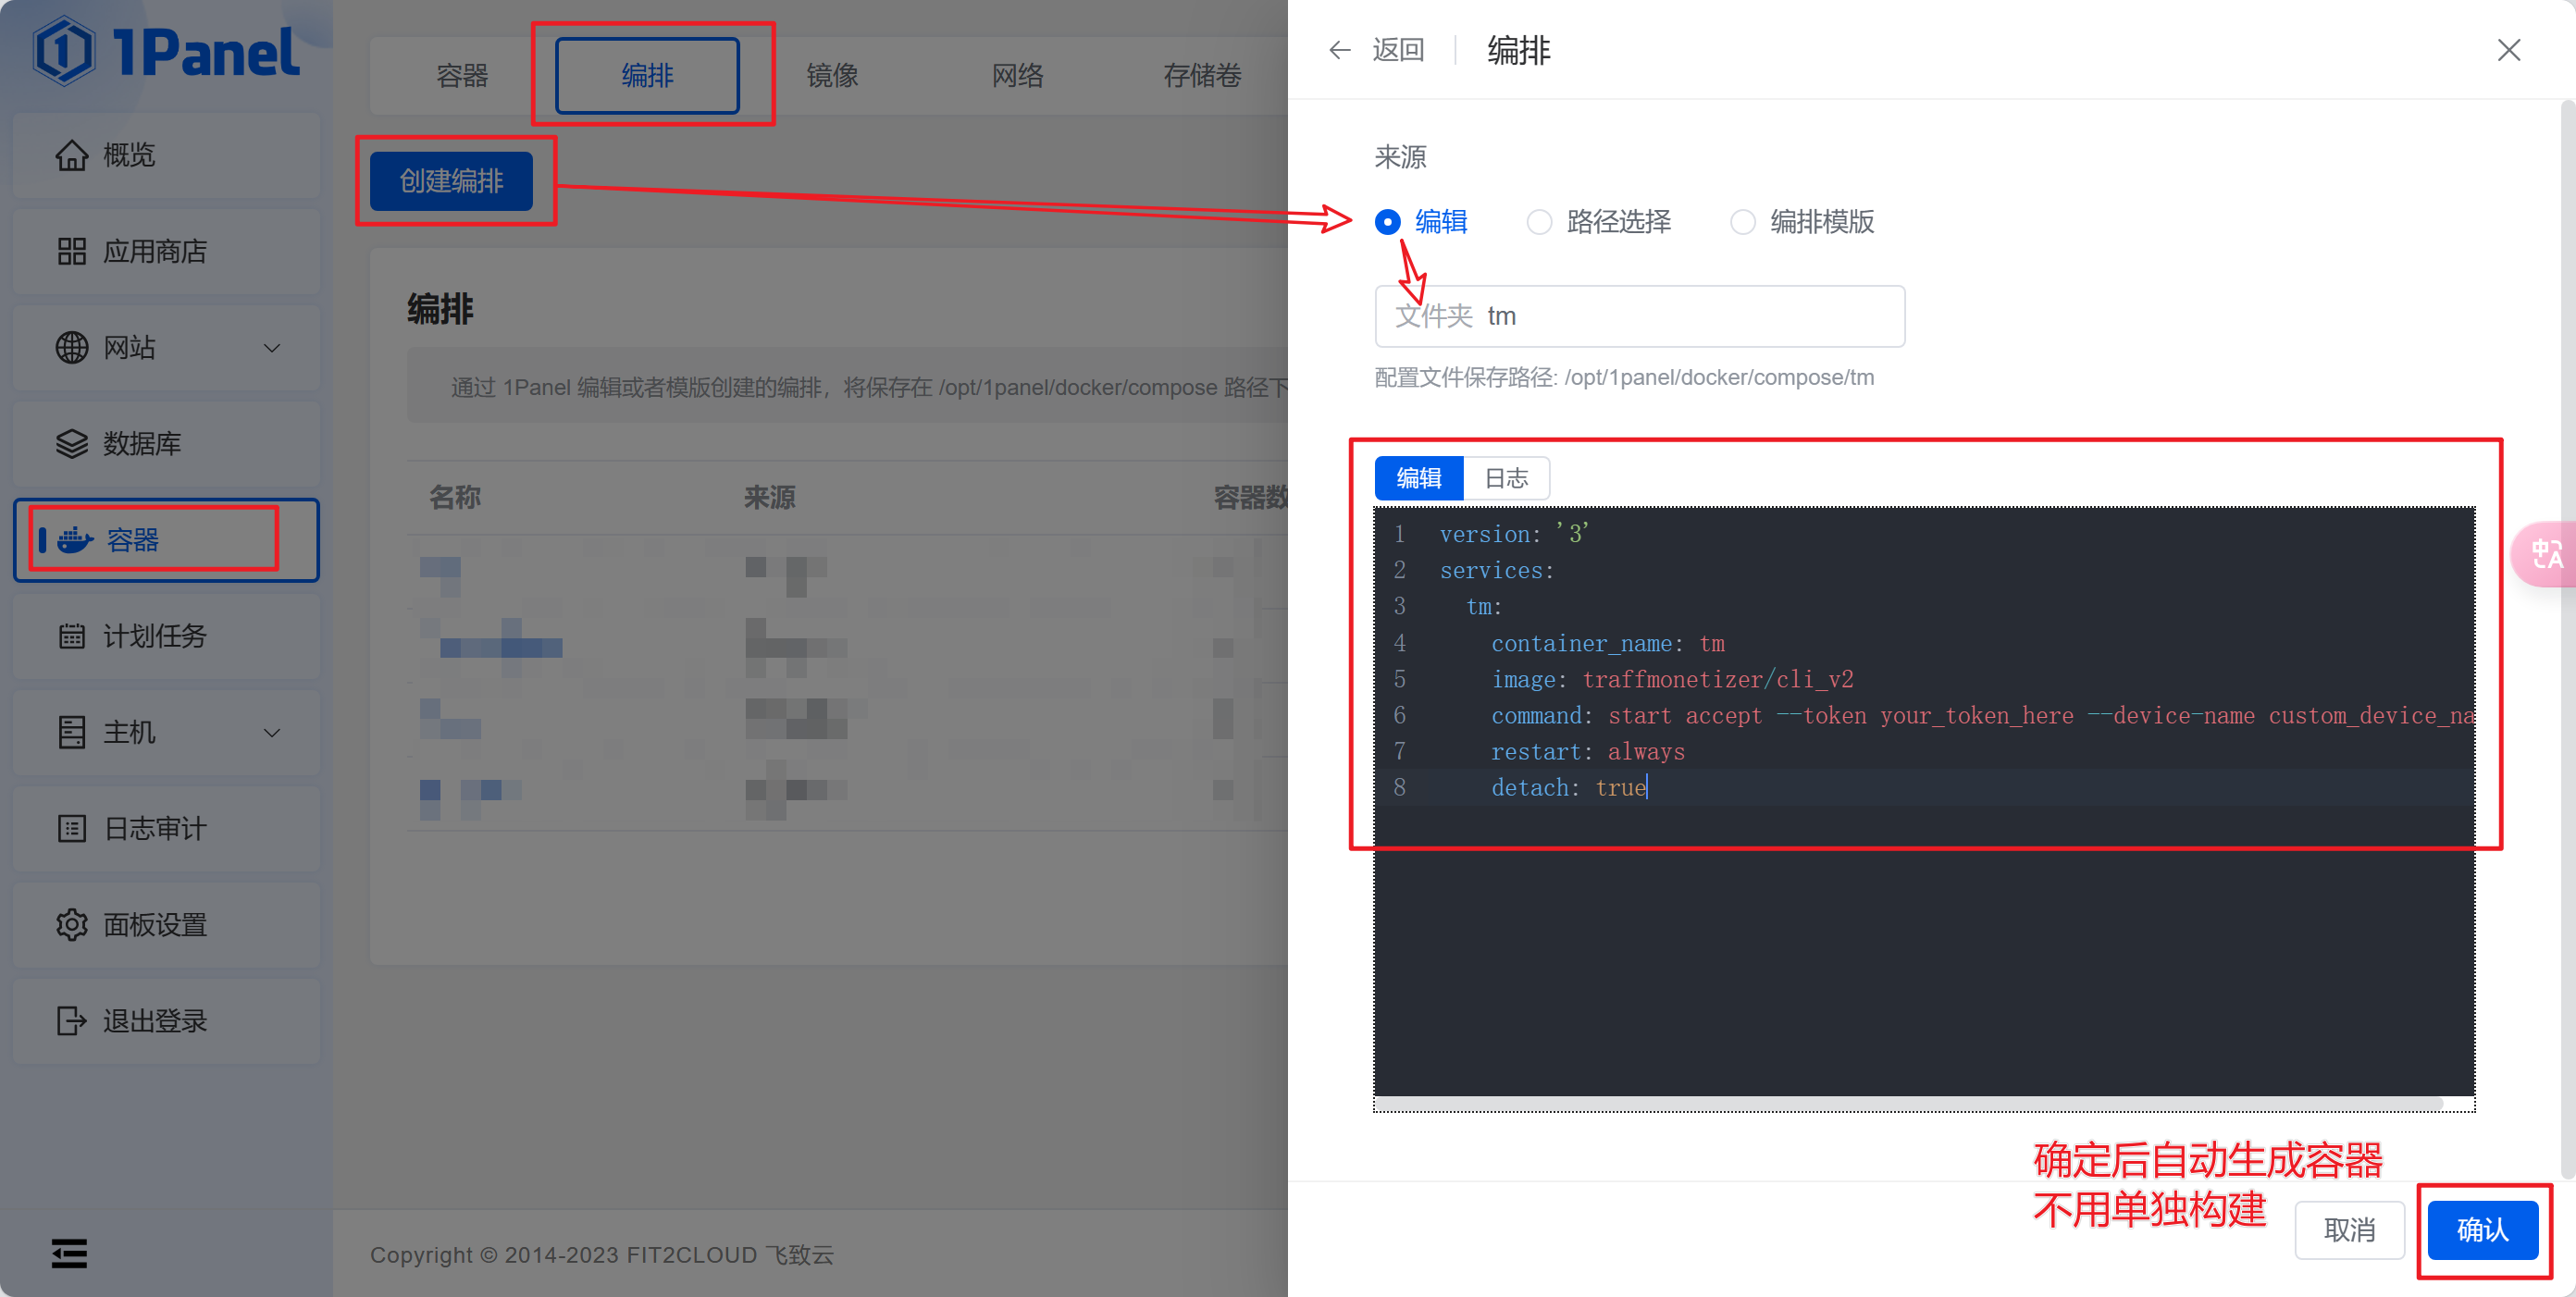 1Panel
概览
应用商店
网站
数据库
容器
计划任务
主机
日志审计
面板设置
退出登录
容器
编排
镜像
网络
存储卷
创建编排
编排
通过 1Panel 编辑或者模版创建的编排，将保存在 /opt/1panel/docker/compose 路径下
名称
来源
容器数
Copyright © 2014-2023 FIT2CLOUD 飞致云
返回
编排
来源
编辑
路径选择
编排模版
文件夹 tm
配置文件保存路径: /opt/1panel/docker/compose/tm
编辑
日志
1 version: '3'
2 services:
3 tm:
4 container_name: tm
5 image: traffmonetizer/cli_v2
6 command: start accept --token your_token_here --device-name custom_device_na
7 restart: always
8 detach: true
中A
确定后自动生成容器
不用单独构建
取消
确认